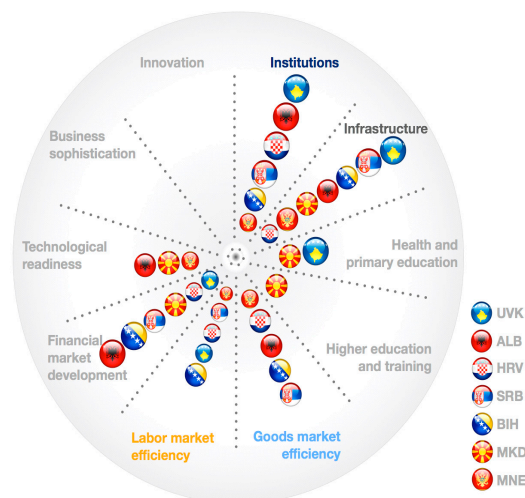 Innovation
Institutions
Business
sophistication
Infrastructure
Technological
readiness
Health and
primary education
Financial
market
development
Higher education
and training
Labor market
efficiency
Goods market
efficiency
UVK
ALB
HRV
SRB
BIH
MKD
MNE